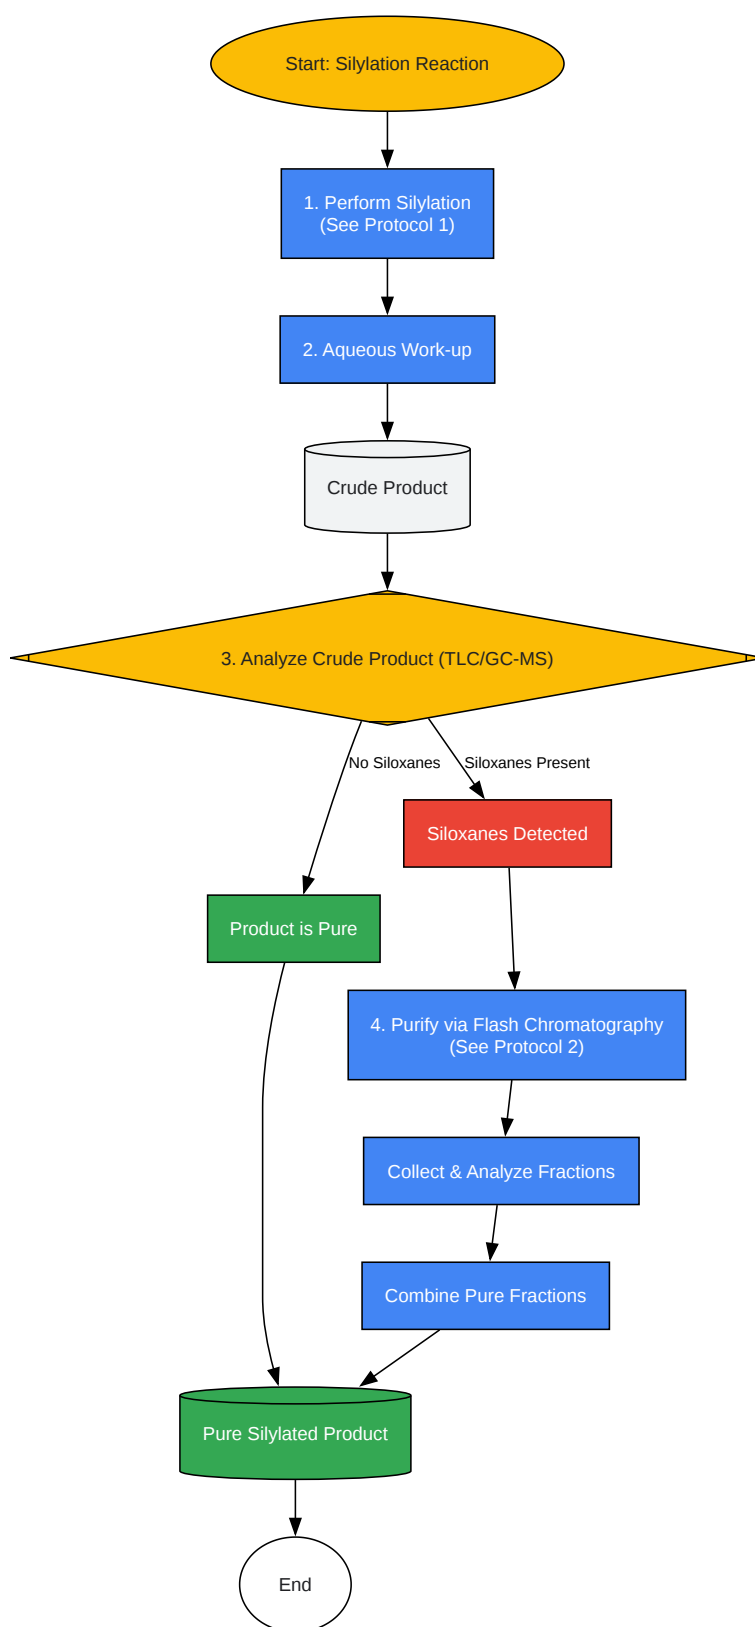 Start: Silylation Reaction
1. Perform Silylation
(See Protocol 1)
2. Aqueous Work-up
Crude Product
3. Analyze Crude Product (TLC/GC-MS)
No Siloxanes
Siloxanes Present
Siloxanes Detected
Product is Pure
4. Purify via Flash Chromatography
(See Protocol 2)
Collect & Analyze Fractions
Combine Pure Fractions
Pure Silylated Product
End